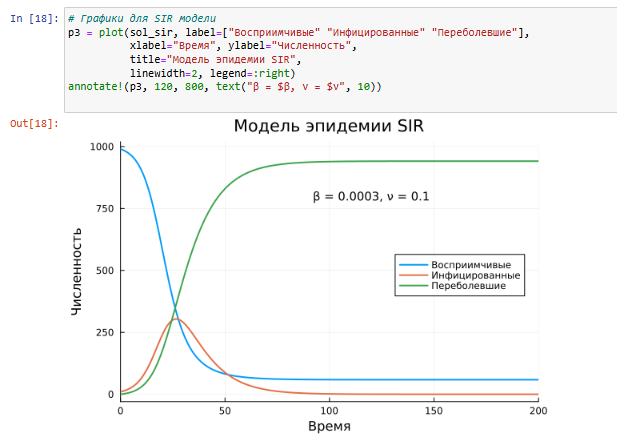 In [18]: # Графики для SIR модели
p3 = plot(sol_sir, label=["Восприимчивые" "Инфицированные" "Переболевшие"],
xlabel="Время", ylabel="Численность",
title="Модель эпидемии SIR",
linewidth=2, legend=:right)
annotate!(p3, 120, 800, text("β = $β, ν = $ν", 10))
Out[18]:
Модель эпидемии SIR
1000
750
500
250
0
Численность
β = 0.0003, ν = 0.1
Восприимчивые
Инфицированные
Переболевшие
0 50 100 150 200
Время